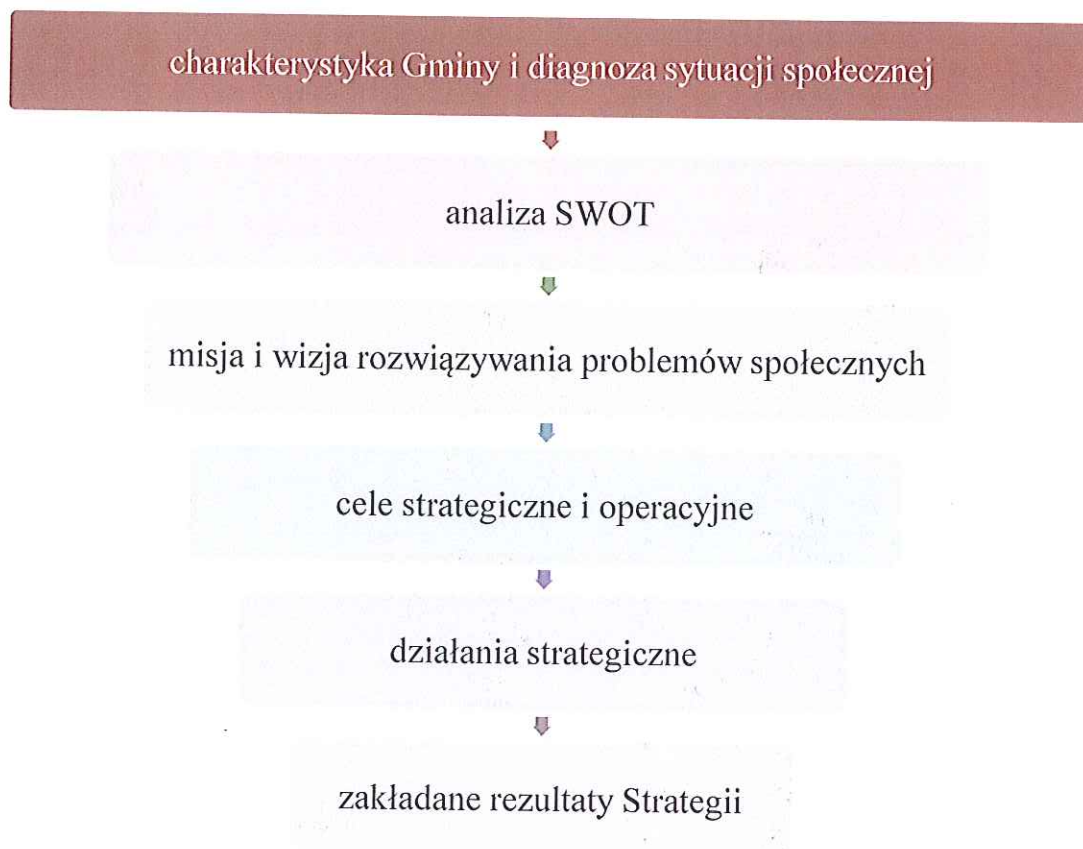 charakterystyka Gminy i diagnoza sytuacji społecznej
analiza SWOT
misja i wizja rozwiązywania problemów społecznych
cele strategiczne i operacyjne
działania strategiczne
zakładane rezultaty Strategii